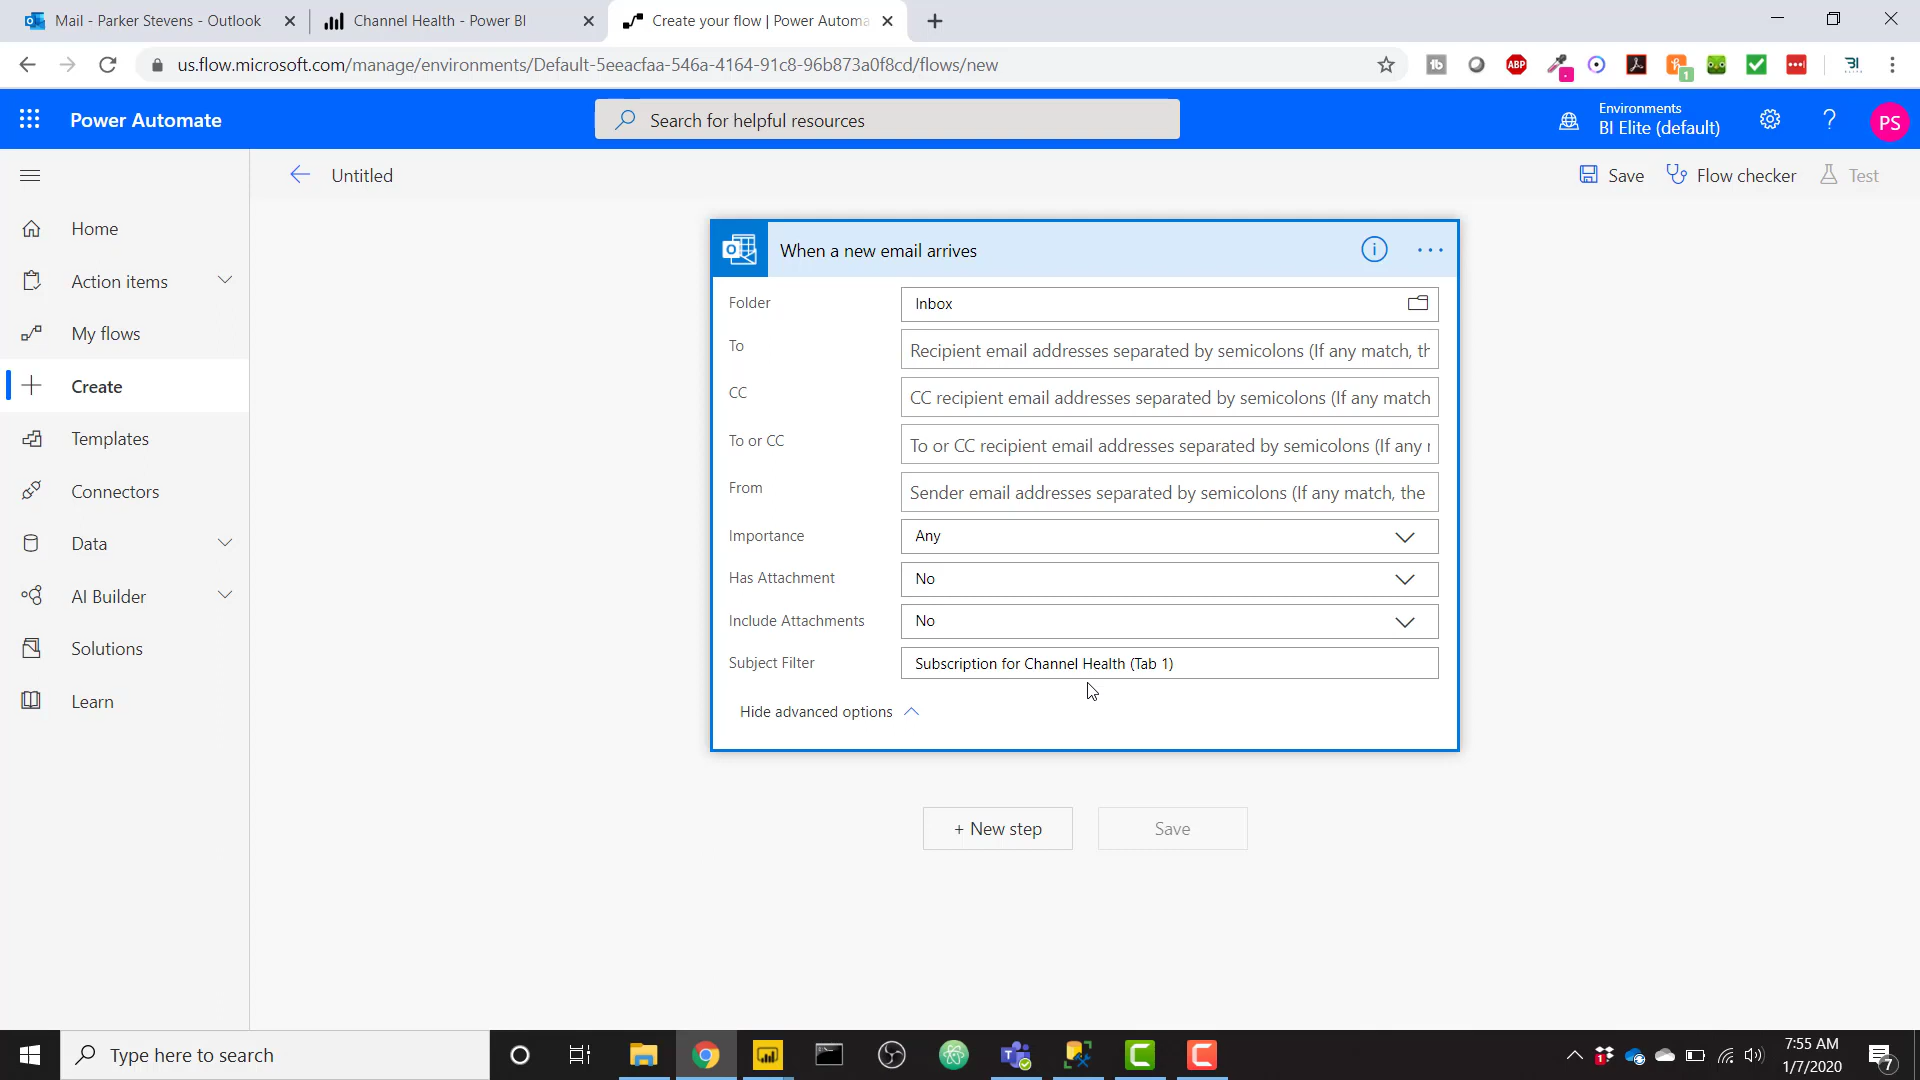 Mail - Parker Stevens - Outlook
Channel Health - Power BI
Create your flow | Power Automa
us.flow.microsoft.com/manage/environments/Default-5eeacfaa-546a-4164-91c8-96b873a0f8cd/flows/new
Power Automate
Search for helpful resources
Environments
BI Elite (default)
PS
Untitled
Save
Flow checker
Test
Home
Action items
My flows
Create
Templates
Connectors
Data
AI Builder
Solutions
Learn
When a new email arrives
Folder
Inbox
To
Recipient email addresses separated by semicolons (If any match, th
CC
CC recipient email addresses separated by semicolons (If any match
To or CC
To or CC recipient email addresses separated by semicolons (If any
From
Sender email addresses separated by semicolons (If any match, the
Importance
Any
Has Attachment
No
Include Attachments
No
Subject Filter
Subscription for Channel Health (Tab 1)
Hide advanced options
+ New step
Save
Type here to search
7:55 AM
1/7/2020
7